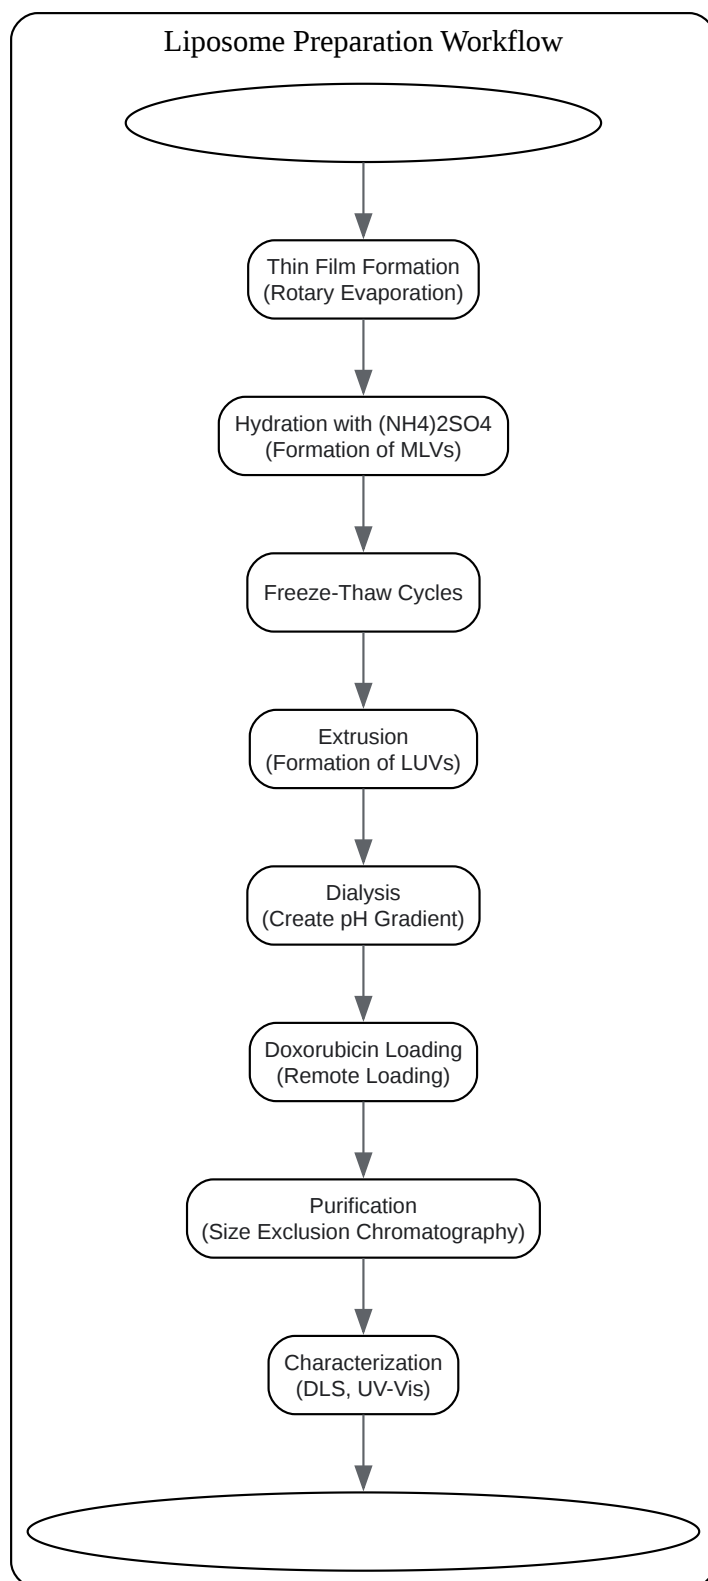 Liposome Preparation Workflow
Thin Film Formation
(Rotary Evaporation)
Hydration with (NH4)2SO4
(Formation of MLVs)
Freeze-Thaw Cycles
Extrusion
(Formation of LUVs)
Dialysis
(Create pH Gradient)
Doxorubicin Loading
(Remote Loading)
Purification
(Size Exclusion Chromatography)
Characterization
(DLS, UV-Vis)